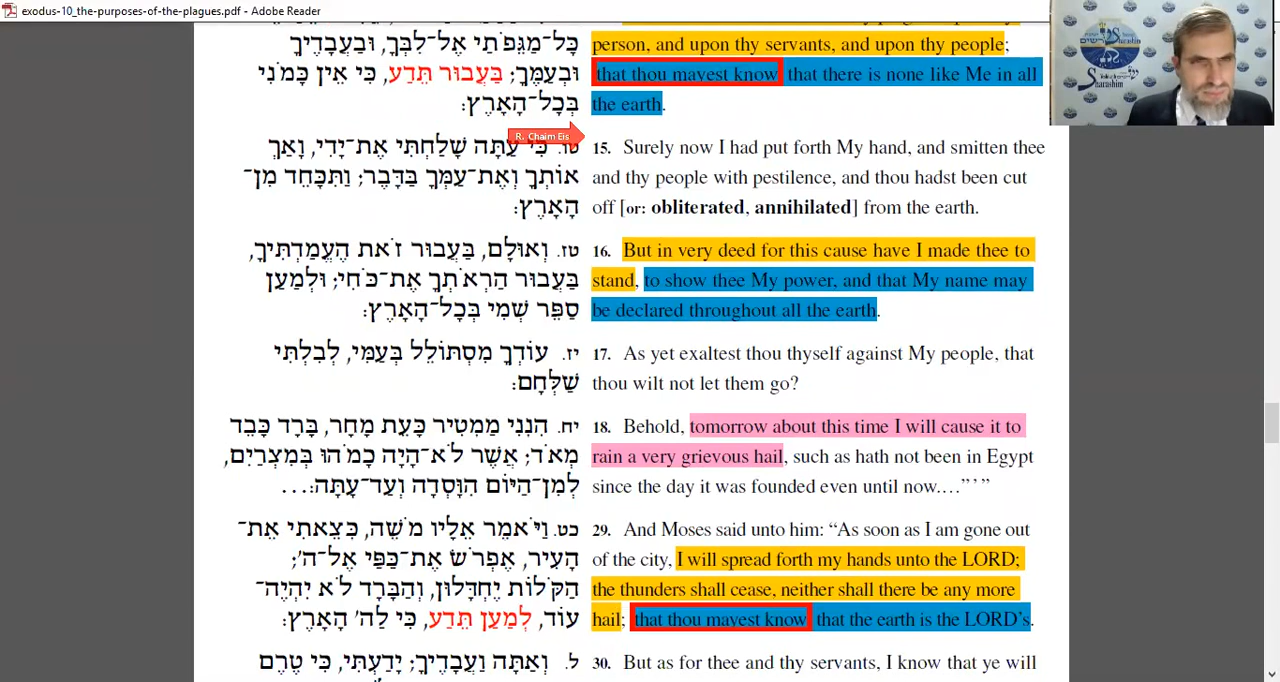 exodus-10_the_purposes-of-the-plagues.pdf - Adobe Reader
כׇּל־מַגֵּפֹתַי אֶל־לִבְּךָ, וּבַעֲבָדֶיךָ
וּבְעַמֶּךָ; בַּעֲבוּר תֵּדַע, כִּי אֵין כָּמֹנִי
בְּכׇל־הָאָרֶץ:
person, and upon thy servants, and upon thy people;
that thou mayest know that there is none like Me in all
the earth.
R. Chaim Eis
טו. כִּי עַתָּה שָׁלַחְתִּי אֶת־יָדִי, וָאַךְ
אוֹתְךָ וְאֶת־עַמְּךָ בַּדָּבֶר; וַתִּכָּחֵד מִן־
הָאָרֶץ:
15. Surely now I had put forth My hand, and smitten thee
and thy people with pestilence, and thou hadst been cut
off [or: obliterated, annihilated] from the earth.
טז. וְאוּלָם, בַּעֲבוּר זֹאת הֶעֱמַדְתִּיךָ,
בַּעֲבוּר הַרְאֹתְךָ אֶת־כֹּחִי; וּלְמַעַן
סַפֵּר שְׁמִי בְּכׇל־הָאָרֶץ:
16. But in very deed for this cause have I made thee to
stand, to show thee My power, and that My name may
be declared throughout all the earth.
יז. עוֹדְךָ מִסְתּוֹלֵל בְּעַמִּי, לְבִלְתִּי
שַׁלְּחָם:
17. As yet exaltest thou thyself against My people, that
thou wilt not let them go?
יח. הִנְנִי מַמְטִיר כָּעֵת מָחָר, בָּרָד כָּבֵד
מְאֹד; אֲשֶׁר לֹא־הָיָה כָמֹהוּ בְּמִצְרַיִם,
לְמִן־הַיּוֹם הִוָּסְדָה וְעַד־עָתָּה:...
18. Behold, tomorrow about this time I will cause it to
rain a very grievous hail, such as hath not been in Egypt
since the day it was founded even until now….”’”
כט. וַיֹּאמֶר אֵלָיו מֹשֶׁה, כְּצֵאתִי אֶת־
הָעִיר, אֶפְרֹשׂ אֶת־כַּפַּי אֶל־ה׳;
הַקֹּלוֹת יֶחְדָּלוּן, וְהַבָּרָד לֹא יִהְיֶה־
עוֹד, לְמַעַן תֵּדַע, כִּי לַה׳ הָאָרֶץ:
29. And Moses said unto him: “As soon as I am gone out
of the city, I will spread forth my hands unto the LORD;
the thunders shall cease, neither shall there be any more
hail; that thou mayest know that the earth is the LORD’s.
ל. וְאַתָּה וַעֲבָדֶיךָ; יָדַעְתִּי, כִּי טֶרֶם
30. But as for thee and thy servants, I know that ye will